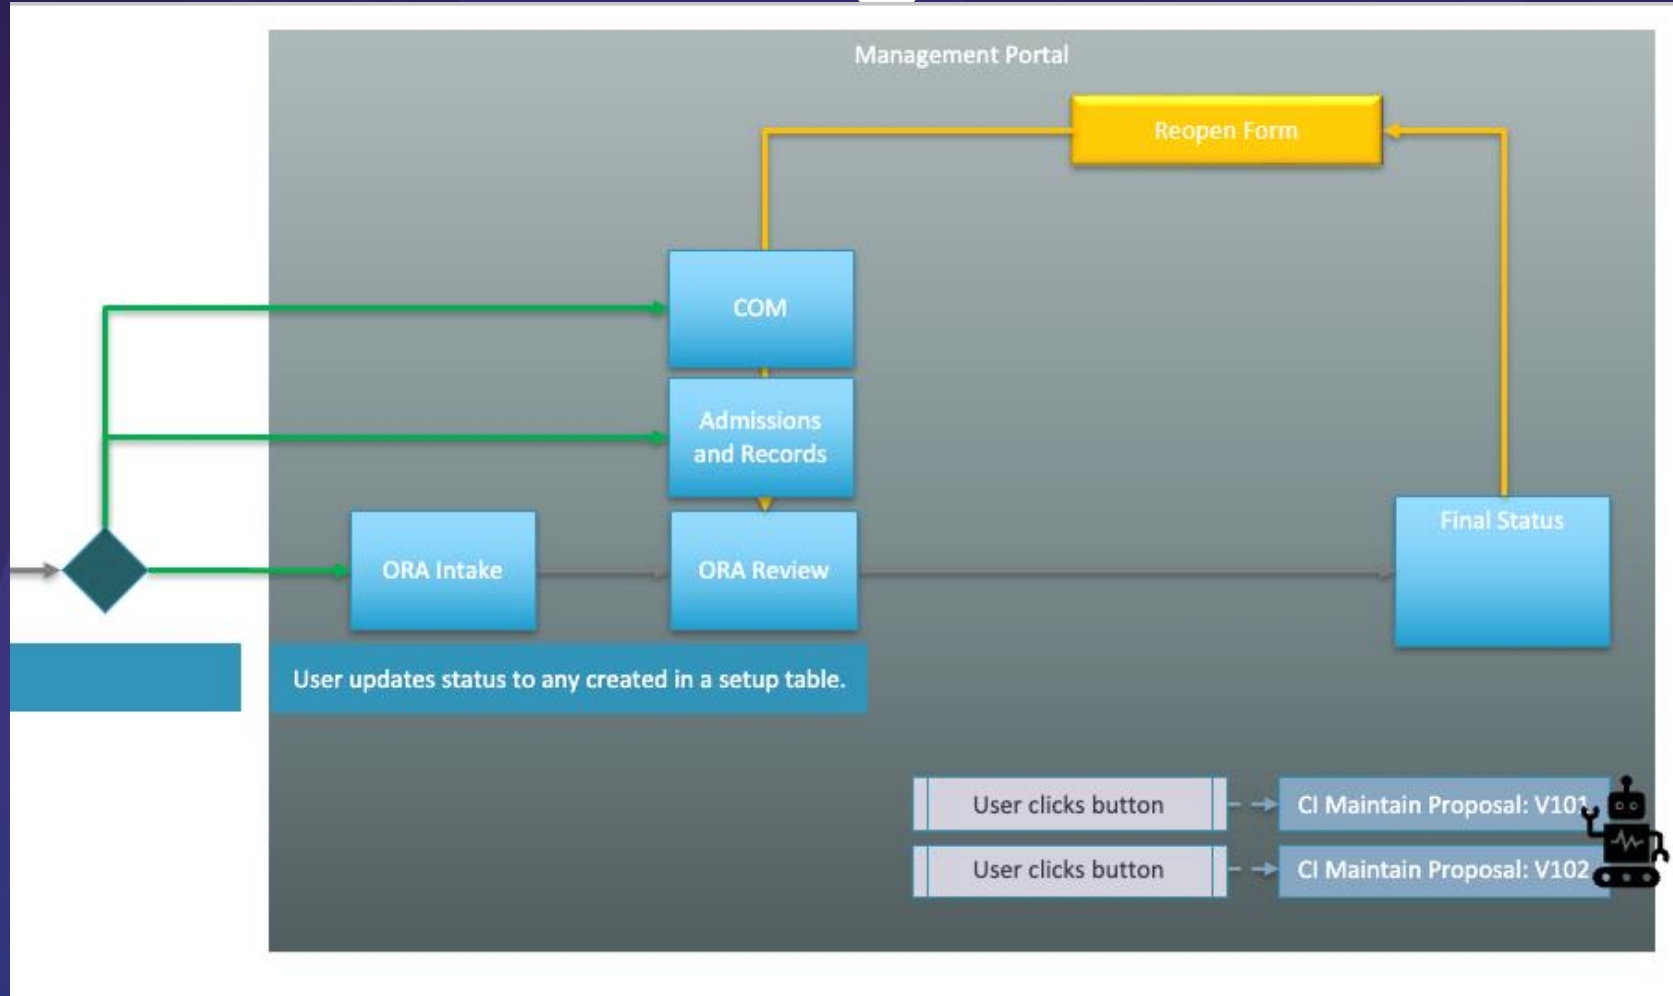 Management Portal
Reopen Form
COM
Admissions
and Records
ORA Intake
ORA Review
Final Status
User updates status to any created in a setup table.
User clicks button
CI Maintain Proposal: V101
User clicks button
CI Maintain Proposal: V102